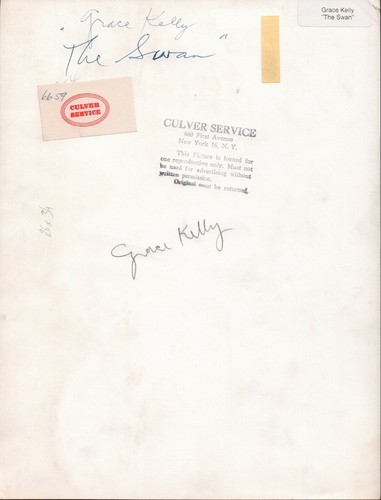 "Grace Kelly
The Swan"
Grace Kelly
"The Swan"
66-59
CULVER
SERVICE
CULVER SERVICE
660 First Avenue
New York 16, N. Y.
This Picture is loaned for
one reproduction only. Must not
be used for advertising without
written permission.
Original must be returned.
Grace Kelly